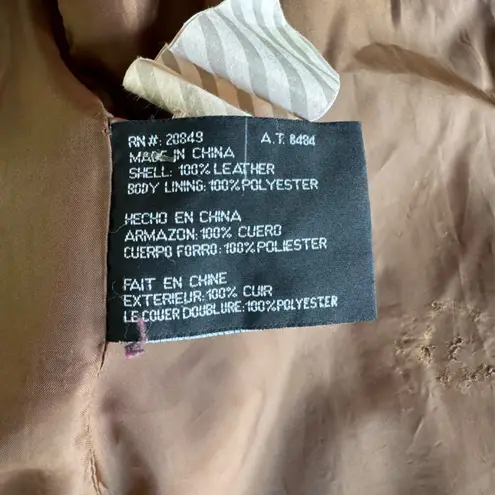 RN#: 20849 A.T. 8484
MADE IN CHINA
SHELL: 100% LEATHER
BODY LINING: 100%POLYESTER
HECHO EN CHINA
ARMAZON: 100% CUERO
CUERPO FORRO: 100%POLIESTER
FAIT EN CHINE
EXTERIEUR: 100% CUIR
LE COUER DOUBLURE: 100%POLYESTER